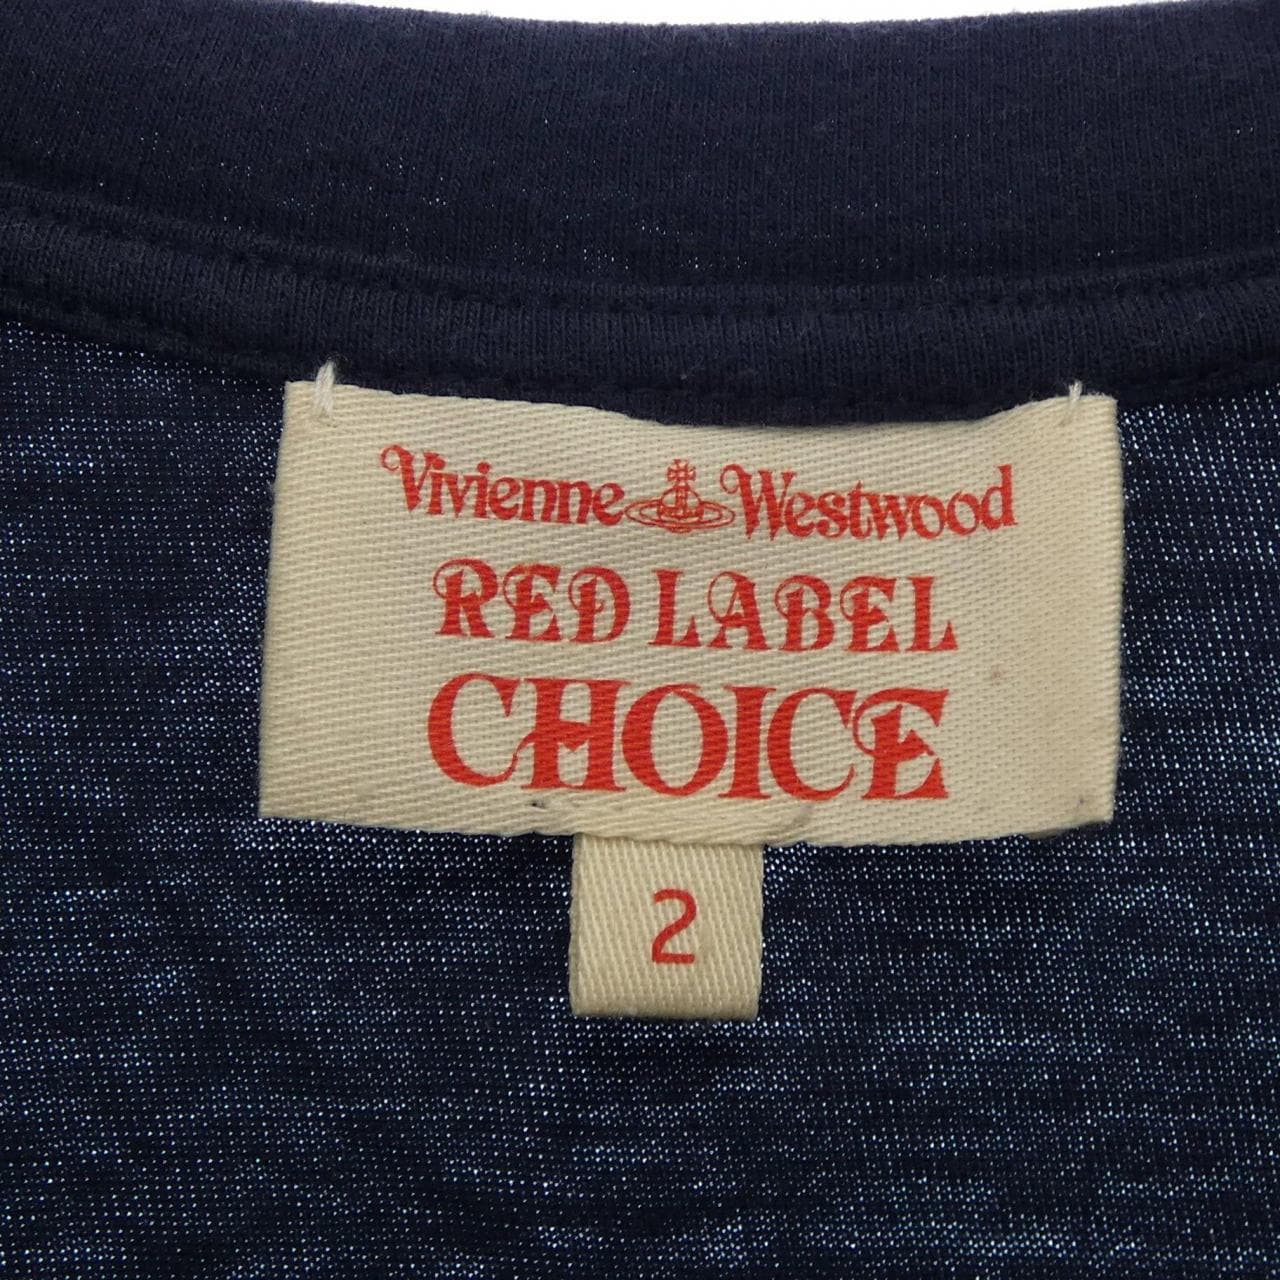 Vivienne Westwood
RED LABEL
CHOICE
2